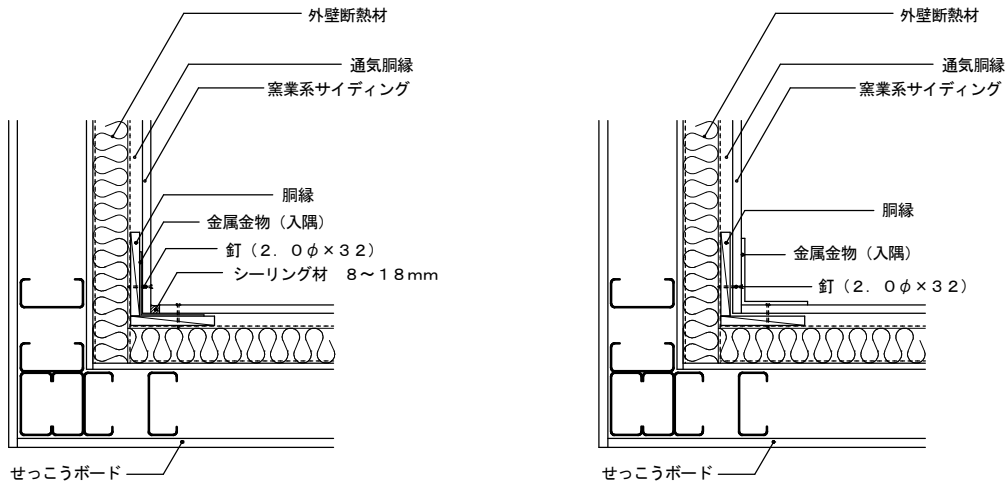 外壁断熱材
通気胴縁
窯業系サイディング
胴縁
金属金物（入隅）
釘（２．０φ×３２）
シーリング材　８～１８mm
せっこうボード
外壁断熱材
通気胴縁
窯業系サイディング
胴縁
金属金物（入隅）
釘（２．０φ×３２）
せっこうボード